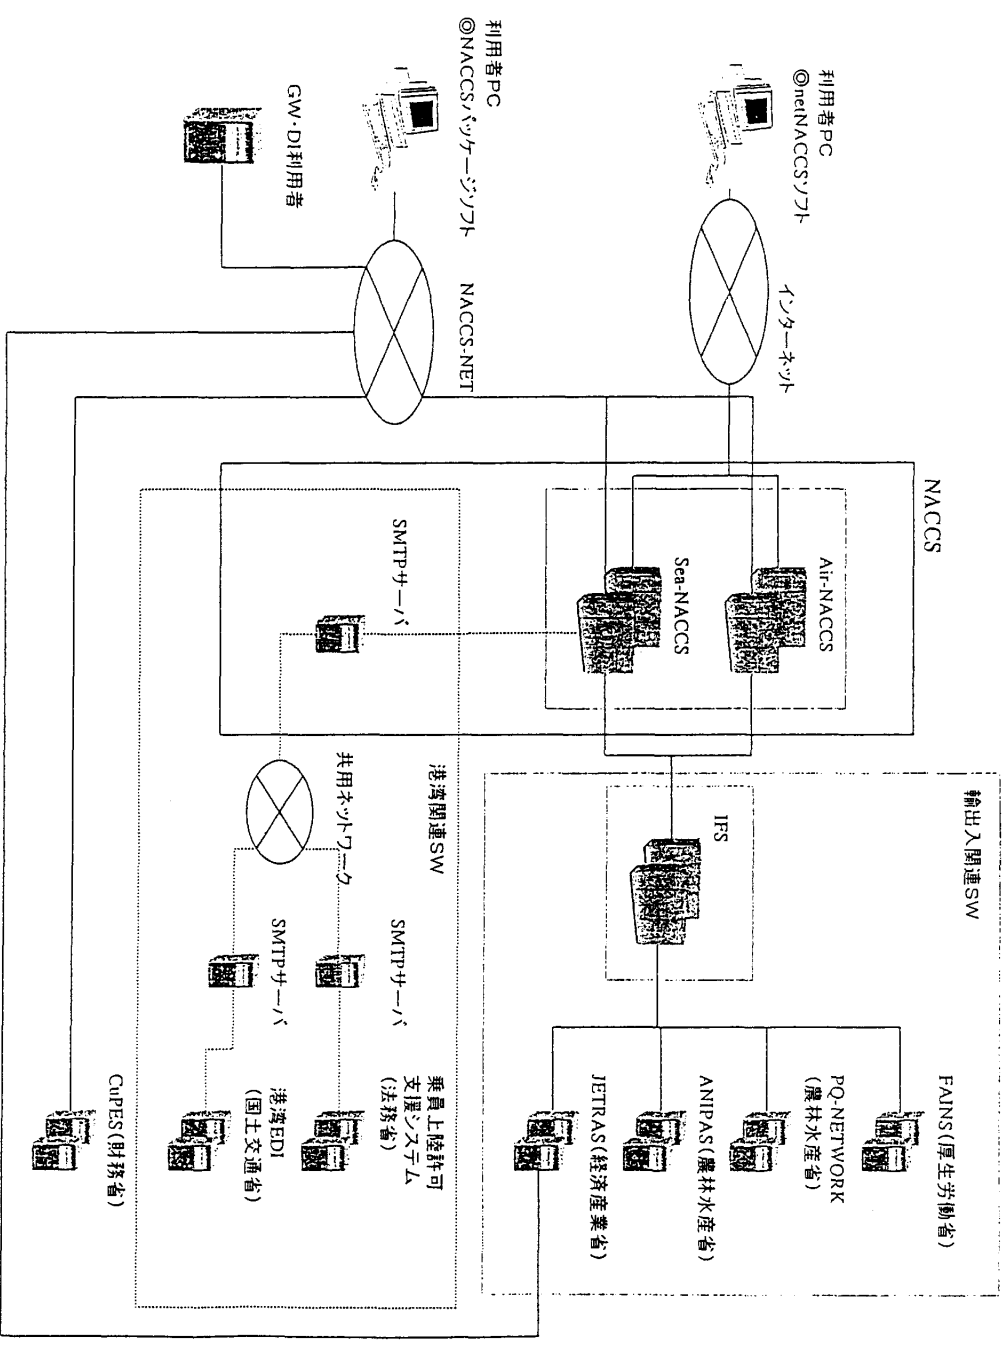 利用者PC
◎netNACCSソフト
インターネット
利用者PC
◎NACCSパッケージソフト
NACCS-NET
GW・DI利用者
NACCS
Air-NACCS
Sea-NACCS
SMTPサーバ
輸出入関連SW
IFS
FAINS(厚生労働省)
PQ-NETWORK
(農林水産省)
ANIPAS(農林水産省)
JETRAS(経済産業省)
港湾関連SW
共用ネットワーク
SMTPサーバ
SMTPサーバ
乗員上陸許可
支援システム
(法務省)
港湾EDI
(国土交通省)
CuPES(財務省)